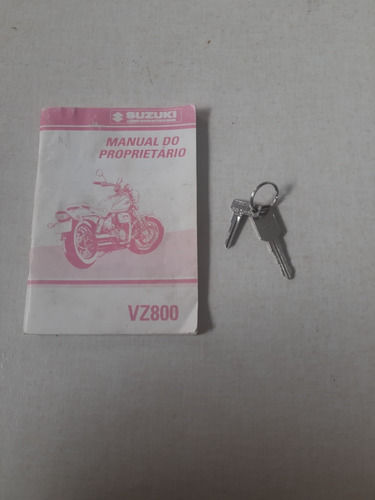 SUZUKI
MANUAL DO
PROPRIETÁRIO
VZ800